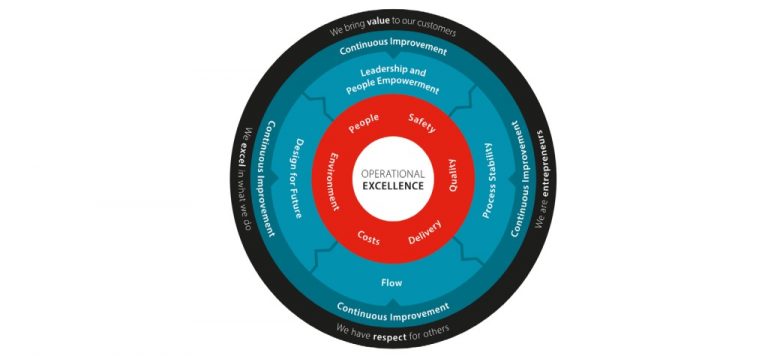 We bring value to our customers
Continuous Improvement
Leadership and
People Empowerment
People
Safety
We excel in what we do
Continuous Improvement
Design for Future
Environment
OPERATIONAL
EXCELLENCE
Quality
Process Stability
Continuous Improvement
We are entrepreneurs
Costs
Delivery
Flow
Continuous Improvement
We have respect for others